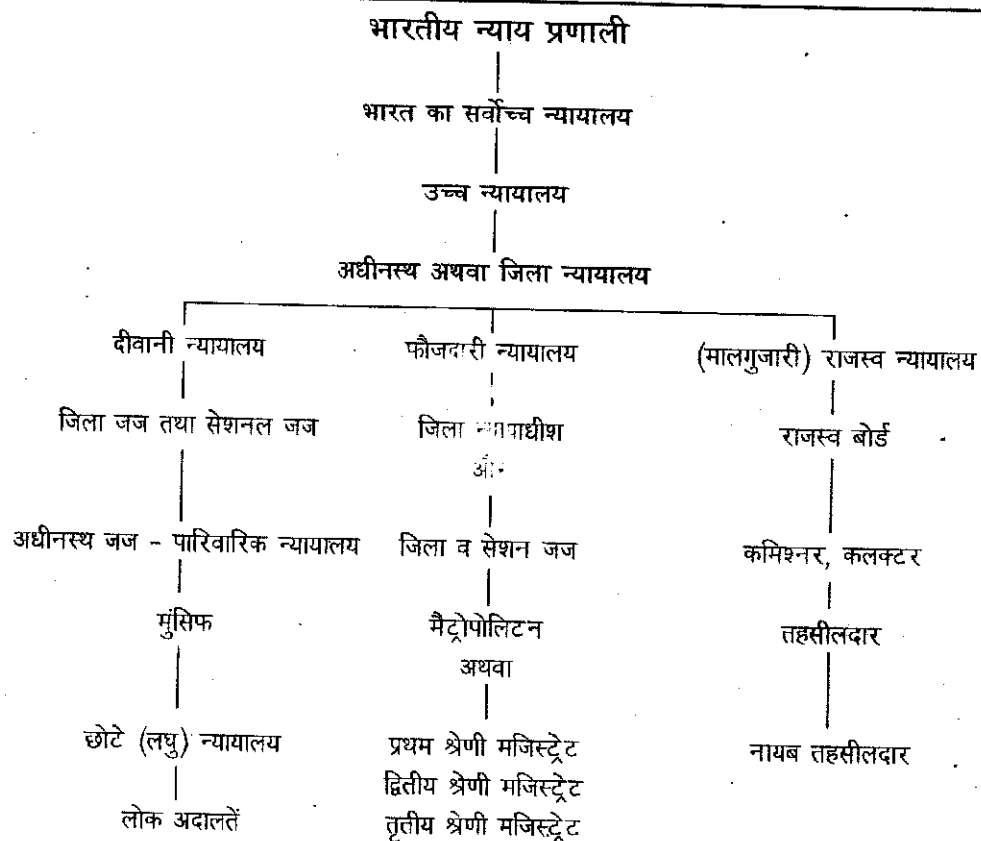 भारतीय न्याय प्रणाली
भारत का सर्वोच्च न्यायालय
उच्च न्यायालय
अधीनस्थ अथवा जिला न्यायालय
दीवानी न्यायालय फौजदारी न्यायालय (मालगुजारी) राजस्व न्यायालय
जिला जज तथा सेशनल जज जिला न्यायाधीश राजस्व बोर्ड
और
अधीनस्थ जज - पारिवारिक न्यायालय जिला व सेशन जज कमिश्नर, कलक्टर
मुंसिफ मैट्रोपोलिटन तहसीलदार
अथवा
छोटे (लघु) न्यायालय प्रथम श्रेणी मजिस्ट्रेट नायब तहसीलदार
द्वितीय श्रेणी मजिस्ट्रेट
लोक अदालतें तृतीय श्रेणी मजिस्ट्रेट